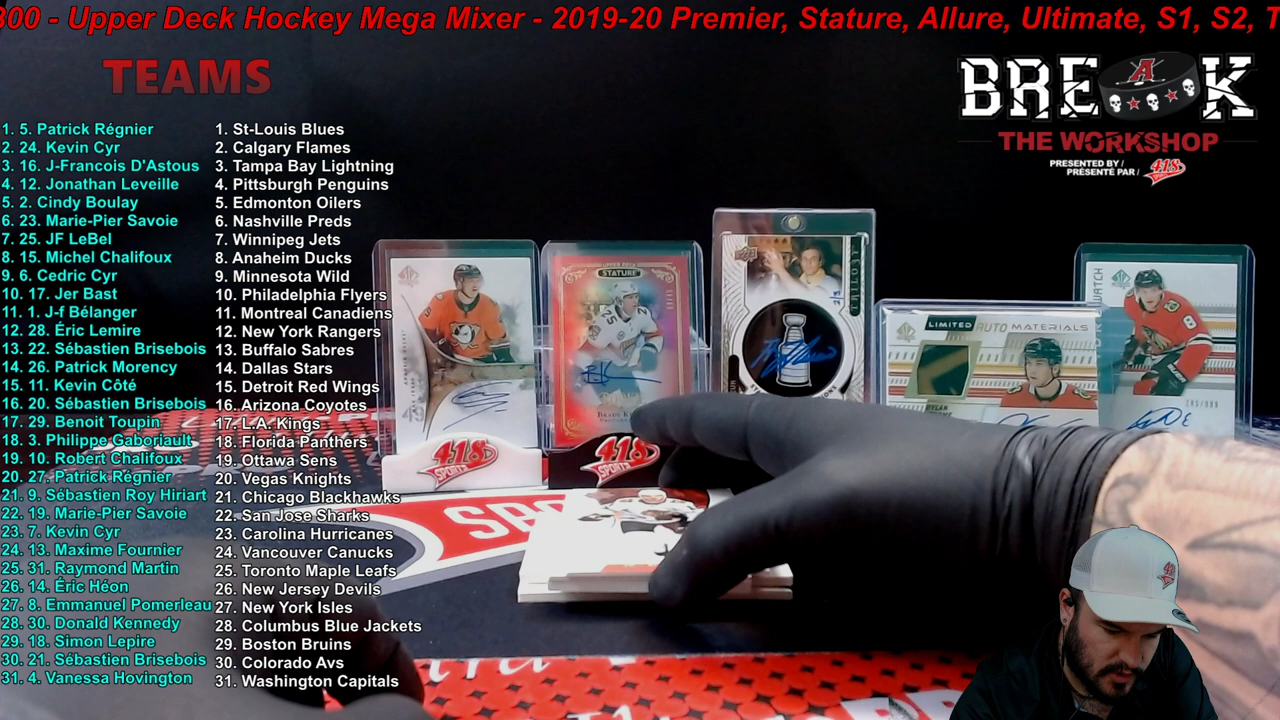 800 - Upper Deck Hockey Mega Mixer - 2019-20 Premier, Stature, Allure, Ultimate, S1, S2, T
TEAMS
1. 5. Patrick Régnier
2. 24. Kevin Cyr
3. 16. J-Francois D'Astous
4. 12. Jonathan Leveille
5. 2. Cindy Boulay
6. 23. Marie-Pier Savoie
7. 25. JF LeBel
8. 15. Michel Chalifoux
9. 6. Cedric Cyr
10. 17. Jer Bast
11. 1. J-f Bélanger
12. 28. Éric Lemire
13. 22. Sébastien Brisebois
14. 26. Patrick Morency
15. 11. Kevin Côté
16. 20. Sébastien Brisebois
17. 29. Benoit Toupin
18. 3. Philippe Gaboriault
19. 10. Robert Chalifoux
20. 27. Patrick Régnier
21. 9. Sébastien Roy Hiriart
22. 19. Marie-Pier Savoie
23. 7. Kevin Cyr
24. 13. Maxime Fournier
25. 31. Raymond Martin
26. 14. Éric Héon
27. 8. Emmanuel Pomerleau
28. 30. Donald Kennedy
29. 18. Simon Lepire
30. 21. Sébastien Brisebois
31. 4. Vanessa Hovington
1. St-Louis Blues
2. Calgary Flames
3. Tampa Bay Lightning
4. Pittsburgh Penguins
5. Edmonton Oilers
6. Nashville Preds
7. Winnipeg Jets
8. Anaheim Ducks
9. Minnesota Wild
10. Philadelphia Flyers
11. Montreal Canadiens
12. New York Rangers
13. Buffalo Sabres
14. Dallas Stars
15. Detroit Red Wings
16. Arizona Coyotes
17. L.A. Kings
18. Florida Panthers
19. Ottawa Sens
20. Vegas Knights
21. Chicago Blackhawks
22. San Jose Sharks
23. Carolina Hurricanes
24. Vancouver Canucks
25. Toronto Maple Leafs
26. New Jersey Devils
27. New York Isles
28. Columbus Blue Jackets
29. Boston Bruins
30. Colorado Avs
31. Washington Capitals
BRE A K
THE WORKSHOP
PRESENTED BY /
PRÉSENTÉ PAR /
418
UPPER DECK
STATURE
TRILOGY
LIMITED AUTO MATERIALS
WATCH
8
25
418
SPORTS
418
SPORTS